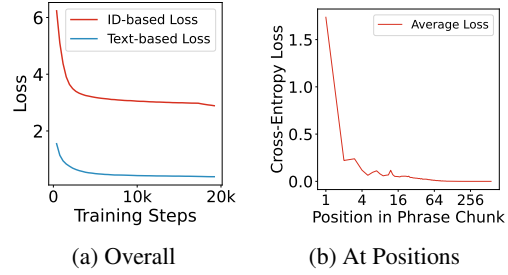 6
4
2
Loss
ID-based Loss
Text-based Loss
0
10k
20k
Training Steps
(a) Overall
1.5
1.0
0.5
0.0
Cross-Entropy Loss
Average Loss
1
4
16
64
256
Position in Phrase Chunk
(b) At Positions